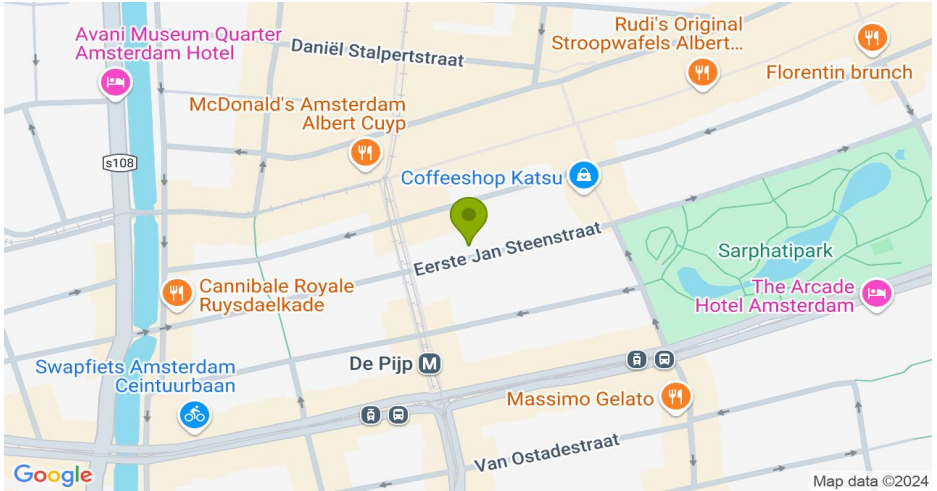 Rudi's Original
Stroopwafels Albert...
Avani Museum Quarter
Amsterdam Hotel
Daniël Stalpertstraat
Florentin brunch
McDonald's Amsterdam
Albert Cuyp
s108
Coffeeshop Katsu
Eerste Jan Steenstraat
Sarphatipark
Cannibale Royale
Ruysdaelkade
The Arcade
Hotel Amsterdam
De Pijp M
Swapfiets Amsterdam
Ceintuurbaan
Massimo Gelato
Van Ostadestraat
Google
Map data ©2024